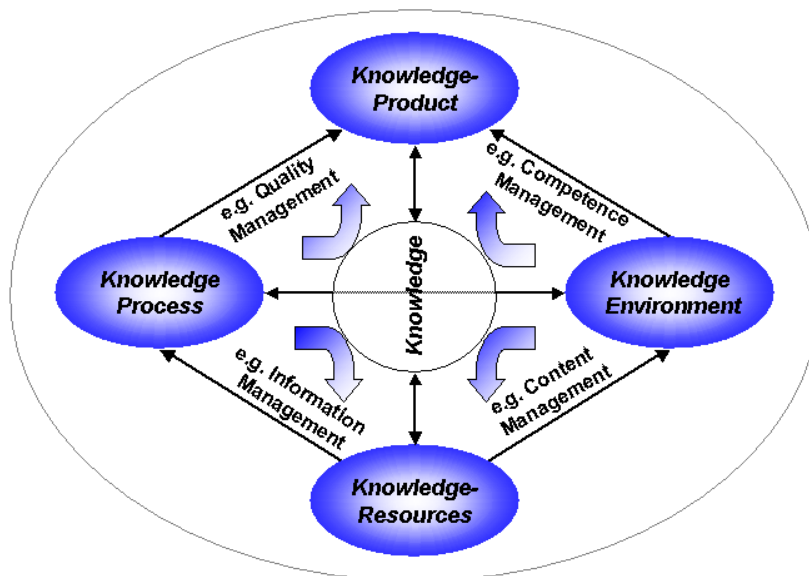 Knowledge-
Product
e.g. Quality
Management
e.g. Competence
Management
Knowledge
Process
Knowledge
Knowledge
Environment
e.g. Information
Management
e.g. Content
Management
Knowledge-
Resources